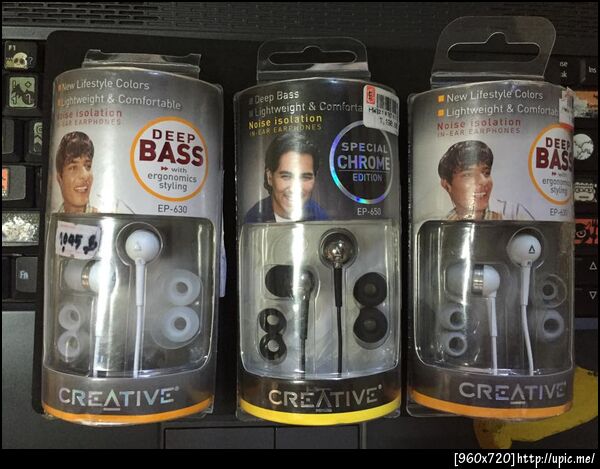 New Lifestyle Colors
Lightweight & Comfortable
Noise isolation
IN-EAR EARPHONES
DEEP
BASS
with
ergonomics
styling
EP-630
CREATIVE
Deep Bass
Lightweight & Comforta
Noise isolation
IN-EAR EARPHONES
SPECIAL
CHROME
EDITION
EP-650
CREATIVE
New Lifestyle Colors
Lightweight & Comfortable
Noise isolation
IN-EAR EARPHONES
DEEP
BASS
with
ergonomics
styling
EP-630
CREATIVE
[960x720]http://upic.me/